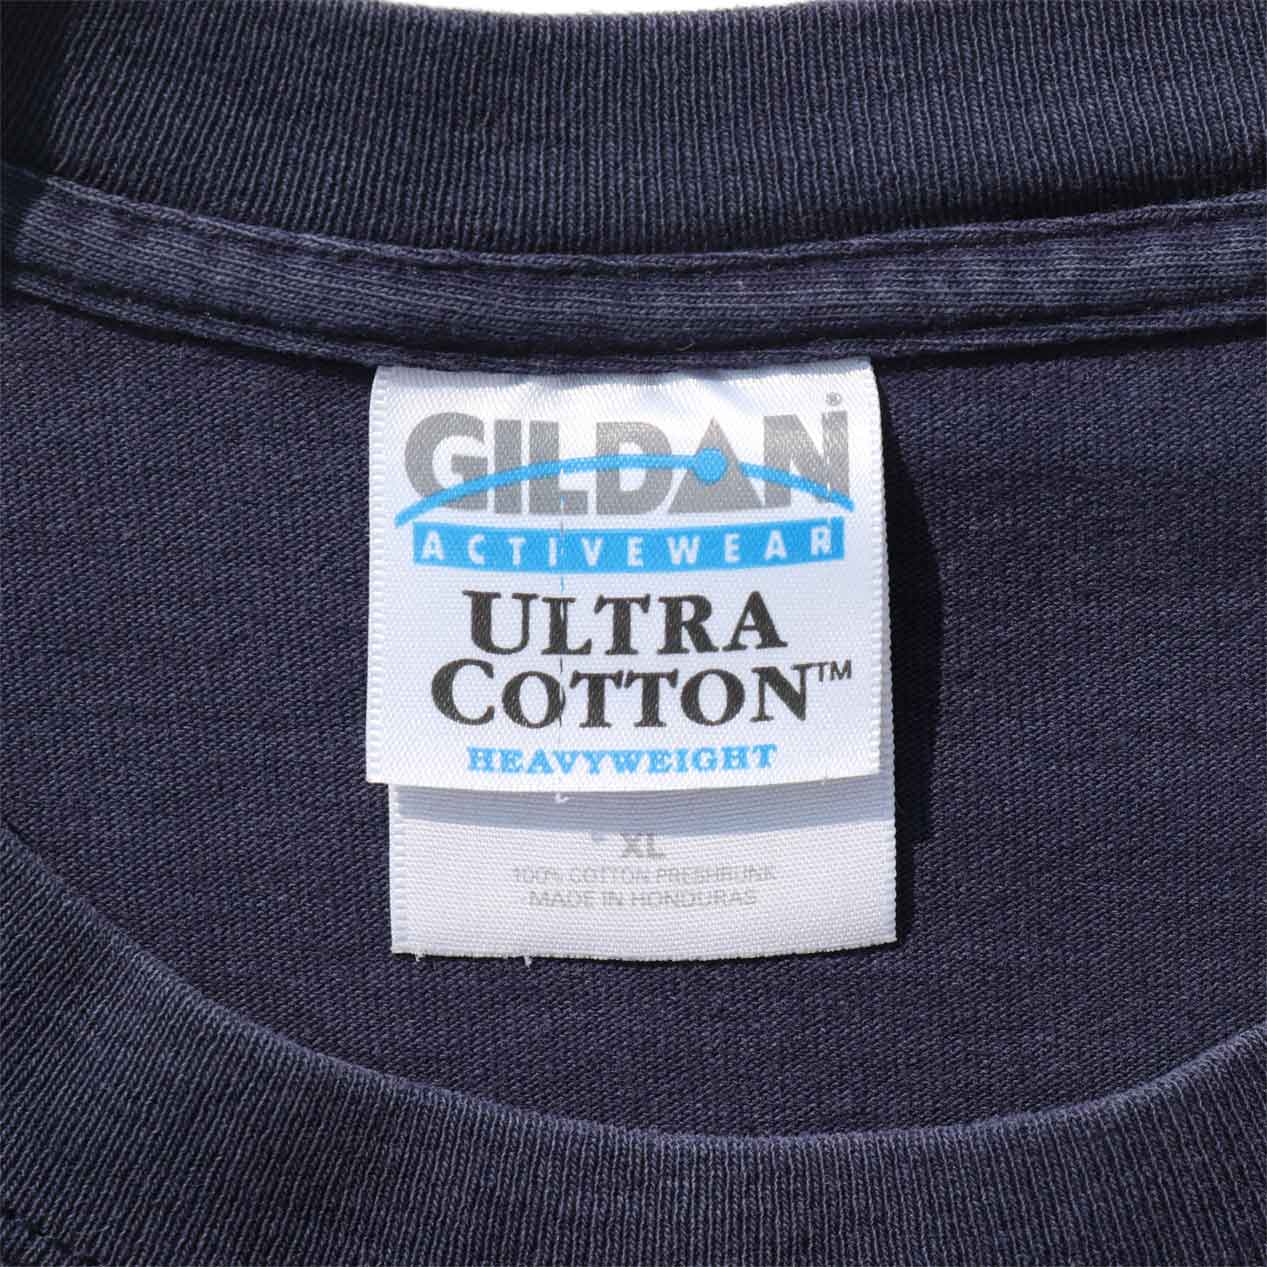 GILDAN®
ACTIVEWEAR
ULTRA
COTTON™
HEAVYWEIGHT
XL
100% COTTON PRESHRUNK
MADE IN HONDURAS